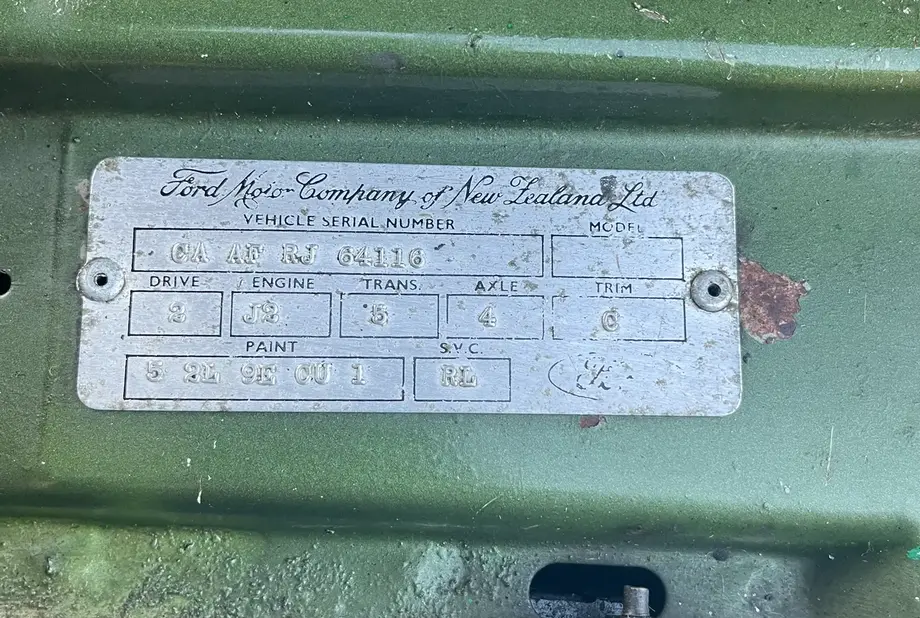 Ford Motor Company of New Zealand Ltd
VEHICLE SERIAL NUMBER MODEL
CA AF RJ 64116
DRIVE ENGINE TRANS. AXLE TRIM
2 J2 5 4 C
PAINT S.V.C.
5 2L 9E CU 1 RL